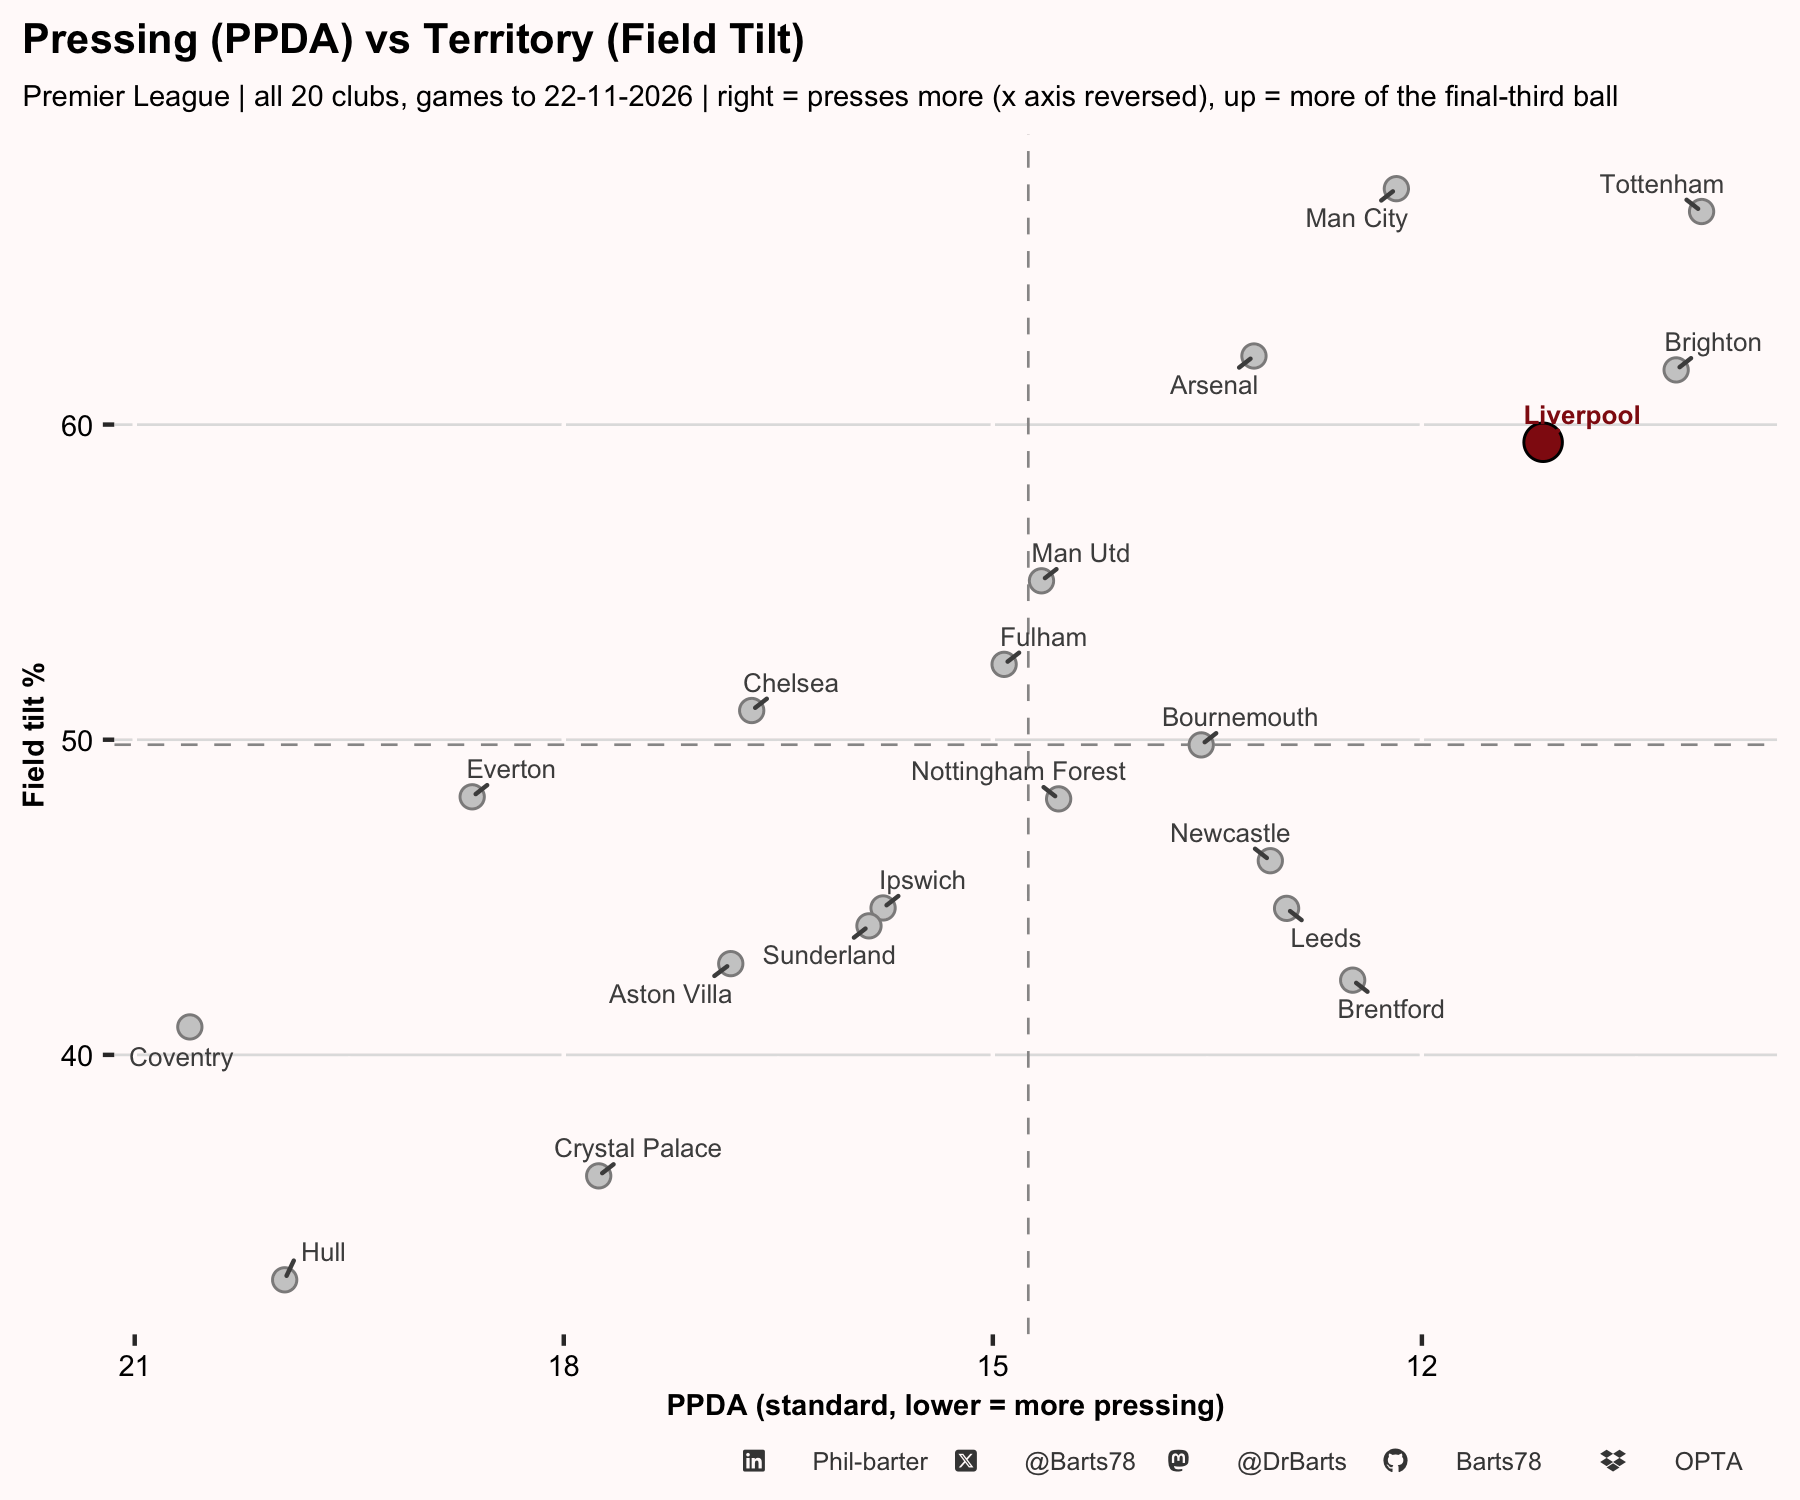 Pressing (PPDA) vs Territory (Field Tilt)
Premier League | all 20 clubs, games to 22-11-2026 | right = presses more (x axis reversed), up = more of the final-third ball
Tottenham
Man City
Brighton
Arsenal
Liverpool
60
Man Utd
Fulham
Chelsea
Bournemouth
50
Everton
Nottingham Forest
Field tilt %
Newcastle
Ipswich
Leeds
Sunderland
Aston Villa
Brentford
40
Coventry
Crystal Palace
Hull
21 18 15 12
PPDA (standard, lower = more pressing)
Phil-barter @Barts78 @DrBarts Barts78 OPTA